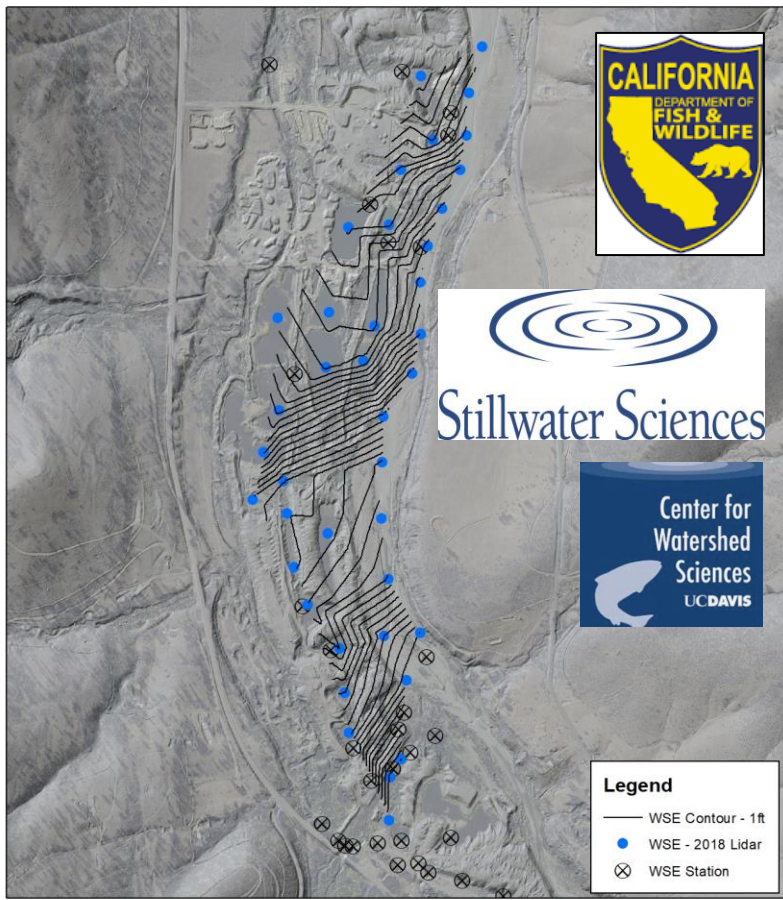 CALIFORNIA
DEPARTMENT OF
FISH &
WILDLIFE
Stillwater Sciences
Center for
Watershed
Sciences
UCDAVIS
Legend
WSE Contour - 1ft
WSE - 2018 Lidar
WSE Station